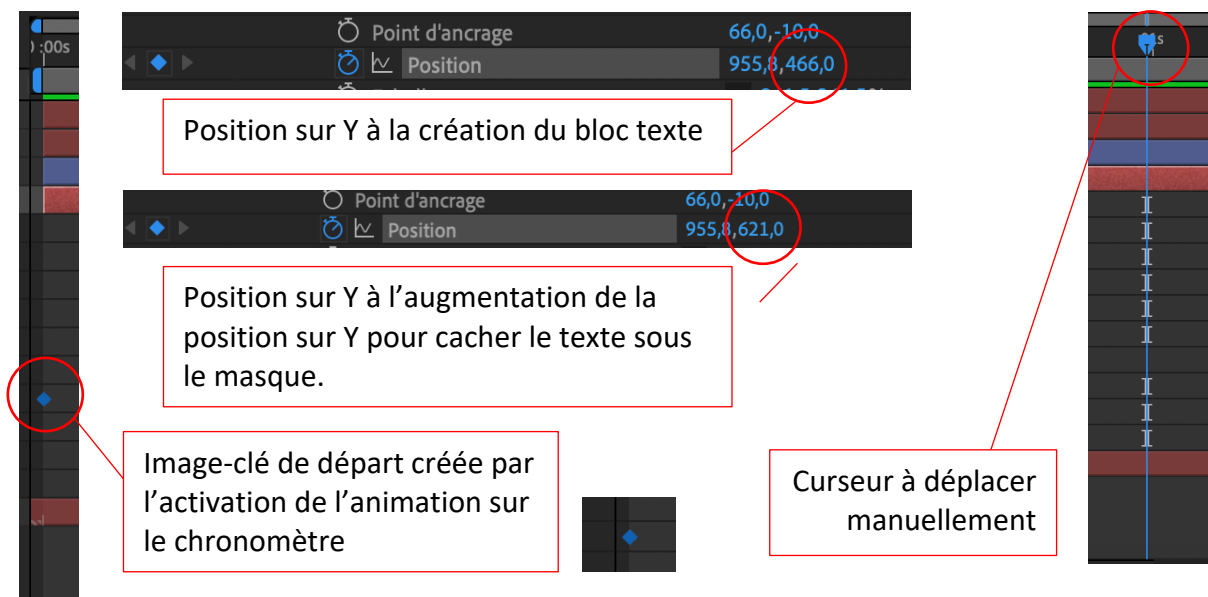 :00s
Point d'ancrage 66,0,-10,0
Position 955,8,466,0
Position sur Y à la création du bloc texte
Point d'ancrage 66,0,-10,0
Position 955,8,621,0
Position sur Y à l’augmentation de la
position sur Y pour cacher le texte sous
le masque.
Image-clé de départ créée par
l’activation de l’animation sur
le chronomètre
Curseur à déplacer
manuellement